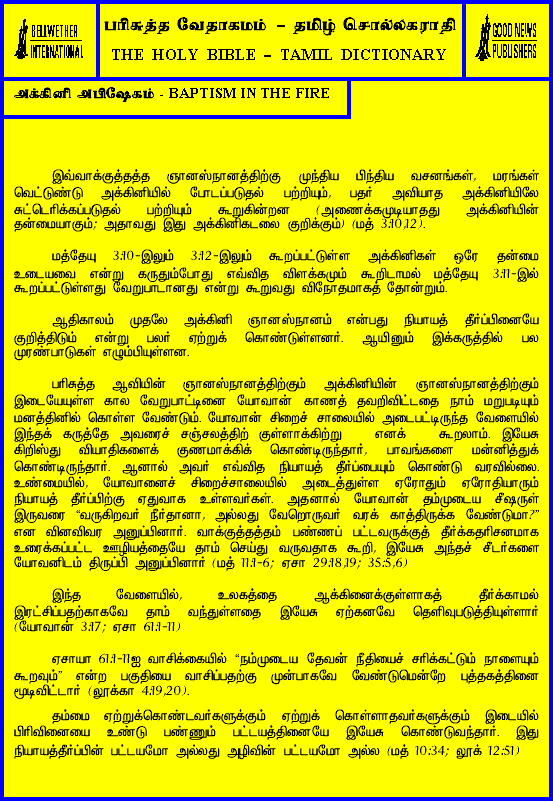 BELLWETHER
INTERNATIONAL
பரிசுத்த வேதாகமம் – தமிழ் சொல்லகராதி
THE HOLY BIBLE – TAMIL DICTIONARY
GOOD NEWS
PUBLISHERS
அக்கினி அபிஷேகம் - BAPTISM IN THE FIRE
இவ்வாக்குத்தத்த ஞானஸ்நானத்திற்கு முந்திய பிந்திய வசனங்கள், மரங்கள்
வெட்டுண்டு அக்கினியில் போடப்படுதல் பற்றியும், பதர் அவியாத அக்கினியிலே
சுட்டெரிக்கப்படுதல் பற்றியும் கூறுகின்றன (அணைக்கமுடியாதது அக்கினியின்
தன்மையாகும்; அதாவது இது அக்கினிகடலை குறிக்கும்) (மத் 3:10,12).
மத்தேயு 3:10-இலும் 3:12-இலும் கூறப்பட்டுள்ள அக்கினிகள் ஒரே தன்மை
உடையவை என்று கருதும்போது எவ்வித விளக்கமும் கூறிடாமல் மத்தேயு 3:11-இல்
கூறப்பட்டுள்ளது வேறுபாடானது என்று கூறுவது விநோதமாகத் தோன்றும்.
ஆதிகாலம் முதலே அக்கினி ஞானஸ்நானம் என்பது நியாயத் தீர்ப்பினையே
குறித்திடும் என்று பலர் ஏற்றுக் கொண்டுள்ளனர். ஆயினும் இக்கருத்தில் பல
முரண்பாடுகள் எழும்பியுள்ளன.
பரிசுத்த ஆவியின் ஞானஸ்நானத்திற்கும் அக்கினியின் ஞானஸ்நானத்திற்கும்
இடையேயுள்ள கால வேறுபாட்டினை யோவான் காணத் தவறிவிட்டதை நாம் மறுபடியும்
மனத்தினில் கொள்ள வேண்டும். யோவான் சிறைச் சாலையில் அடைபட்டிருந்த வேளையில்
இந்தக் கருத்தே அவரைச் சஞ்சலத்திற் குள்ளாக்கிற்று எனக் கூறலாம். இயேசு
கிறிஸ்து வியாதிகளைக் குணமாக்கிக் கொண்டிருந்தார், பாவங்களை மன்னித்துக்
கொண்டிருந்தார். ஆனால் அவர் எவ்வித நியாயத் தீர்ப்பையும் கொண்டு வரவில்லை.
உண்மையில், யோவானைச் சிறைச்சாலையில் அடைத்துள்ள ஏரோதும் ஏரோதியாரும்
நியாயத் தீர்ப்பிற்கு ஏதுவாக உள்ளவர்கள். அதனால் யோவான் தம்முடைய சீஷருள்
இருவரை “வருகிறவர் நீர்தானா, அல்லது வேறொருவர் வரக் காத்திருக்க வேண்டுமா?”
என வினவிவர அனுப்பினார். வாக்குத்தத்தம் பண்ணப் பட்டவருக்குத் தீர்க்கதரிசனமாக
உரைக்கப்பட்ட ஊழியத்தையே தாம் செய்து வருவதாக கூறி, இயேசு அந்தச் சீடர்களை
யோவனிடம் திருப்பி அனுப்பினார் (மத் 11:1-6; ஏசா 29:18,19; 35:5,6)
இந்த வேளையில், உலகத்தை ஆக்கினைக்குள்ளாகத் தீர்க்காமல்
இரட்சிப்பதற்காகவே தாம் வந்துள்ளதை இயேசு ஏற்கனவே தெளிவுபடுத்தியுள்ளார்
(யோவான் 3:17; ஏசா 61:1-11)
ஏசாயா 61:1-11ஐ வாசிக்கையில் “நம்முடைய தேவன் நீதியைச் சரிக்கட்டும் நாளையும்
கூறவும்” என்ற பகுதியை வாசிப்பதற்கு முன்பாகவே வேண்டுமென்றே புத்தகத்தினை
மூடிவிட்டார் (லூக்கா 4:19,20).
தம்மை ஏற்றுக்கொண்டவர்களுக்கும் ஏற்றுக் கொள்ளாதவர்களுக்கும் இடையில்
பிரிவினையை உண்டு பண்ணும் பட்டயத்தினையே இயேசு கொண்டுவந்தார். இது
நியாயத்தீர்ப்பின் பட்டயமோ அல்லது அழிவின் பட்டயமோ அல்ல (மத் 10:34; லூக் 12:51)